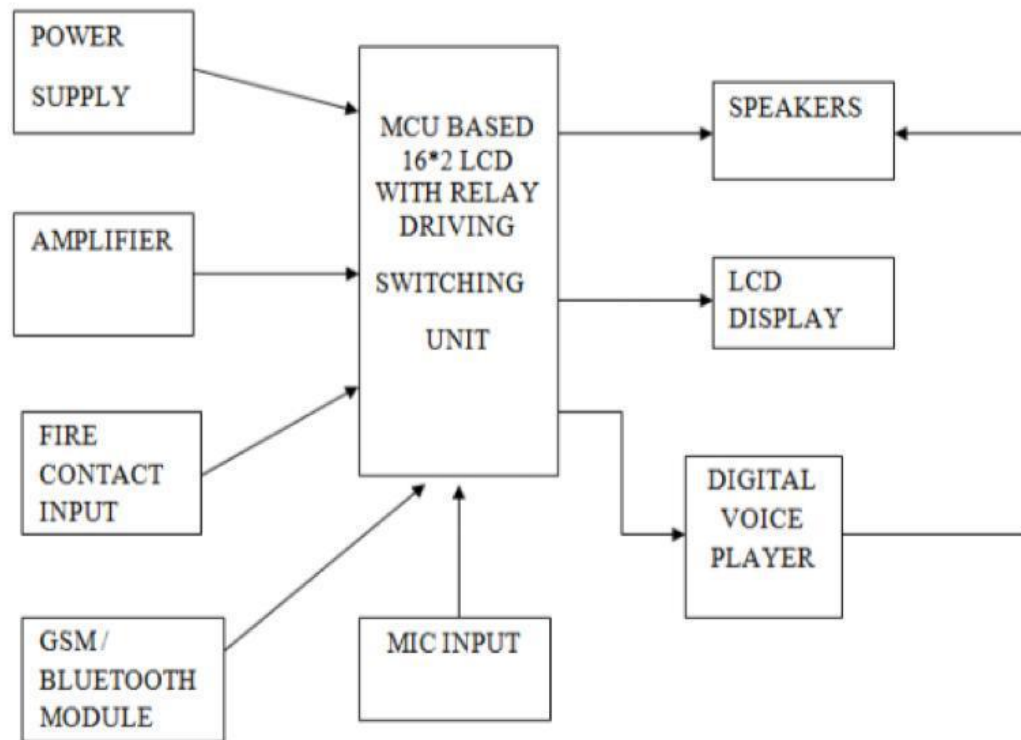 POWER
SUPPLY
AMPLIFIER
FIRE
CONTACT
INPUT
GSM /
BLUETOOTH
MODULE
MCU BASED
16*2 LCD
WITH RELAY
DRIVING
SWITCHING
UNIT
MIC INPUT
SPEAKERS
LCD
DISPLAY
DIGITAL
VOICE
PLAYER